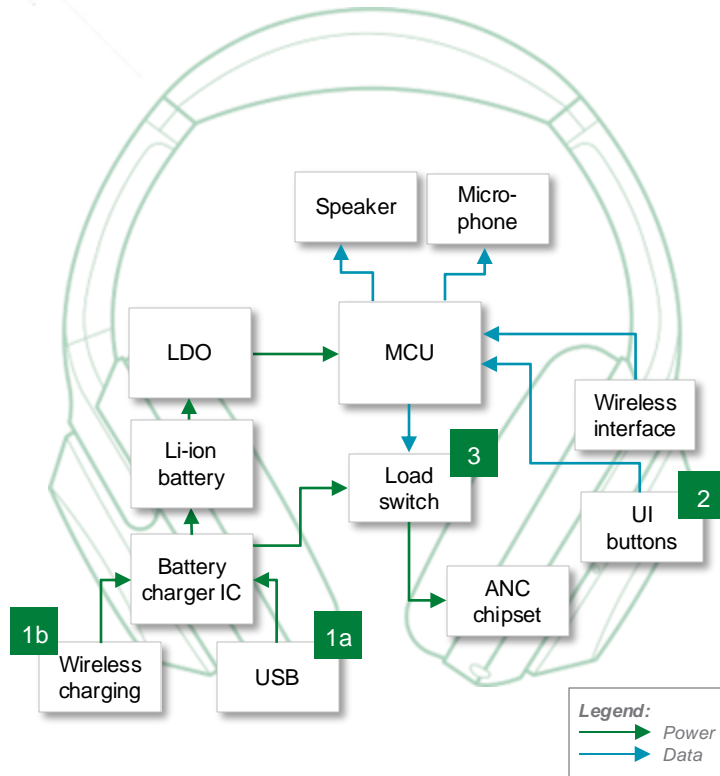 Speaker
Micro-
phone
LDO
MCU
Wireless
interface
Li-ion
battery
3
Load
switch
2
UI
buttons
Battery
charger IC
ANC
chipset
1b
Wireless
charging
1a
USB
Legend:
Power
Data